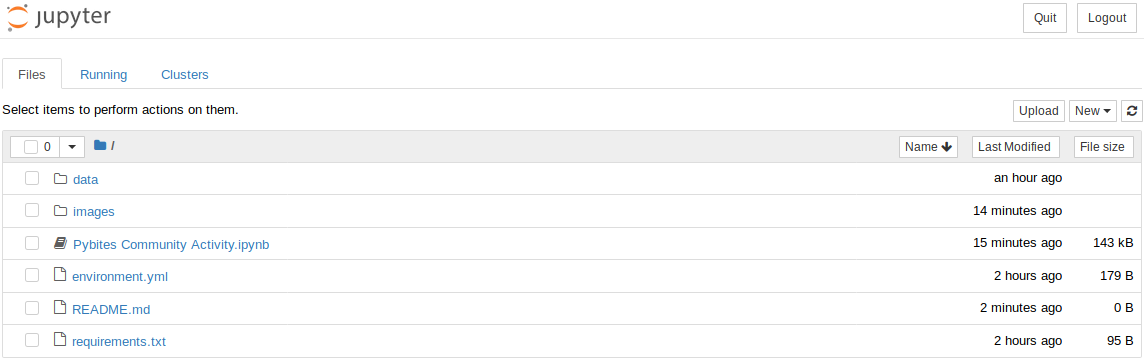 jupyter Quit Logout
Files Running Clusters
Select items to perform actions on them. Upload New
0 / Name Last Modified File size
data an hour ago
images 14 minutes ago
Pybites Community Activity.ipynb 15 minutes ago 143 kB
environment.yml 2 hours ago 179 B
README.md 2 minutes ago 0 B
requirements.txt 2 hours ago 95 B